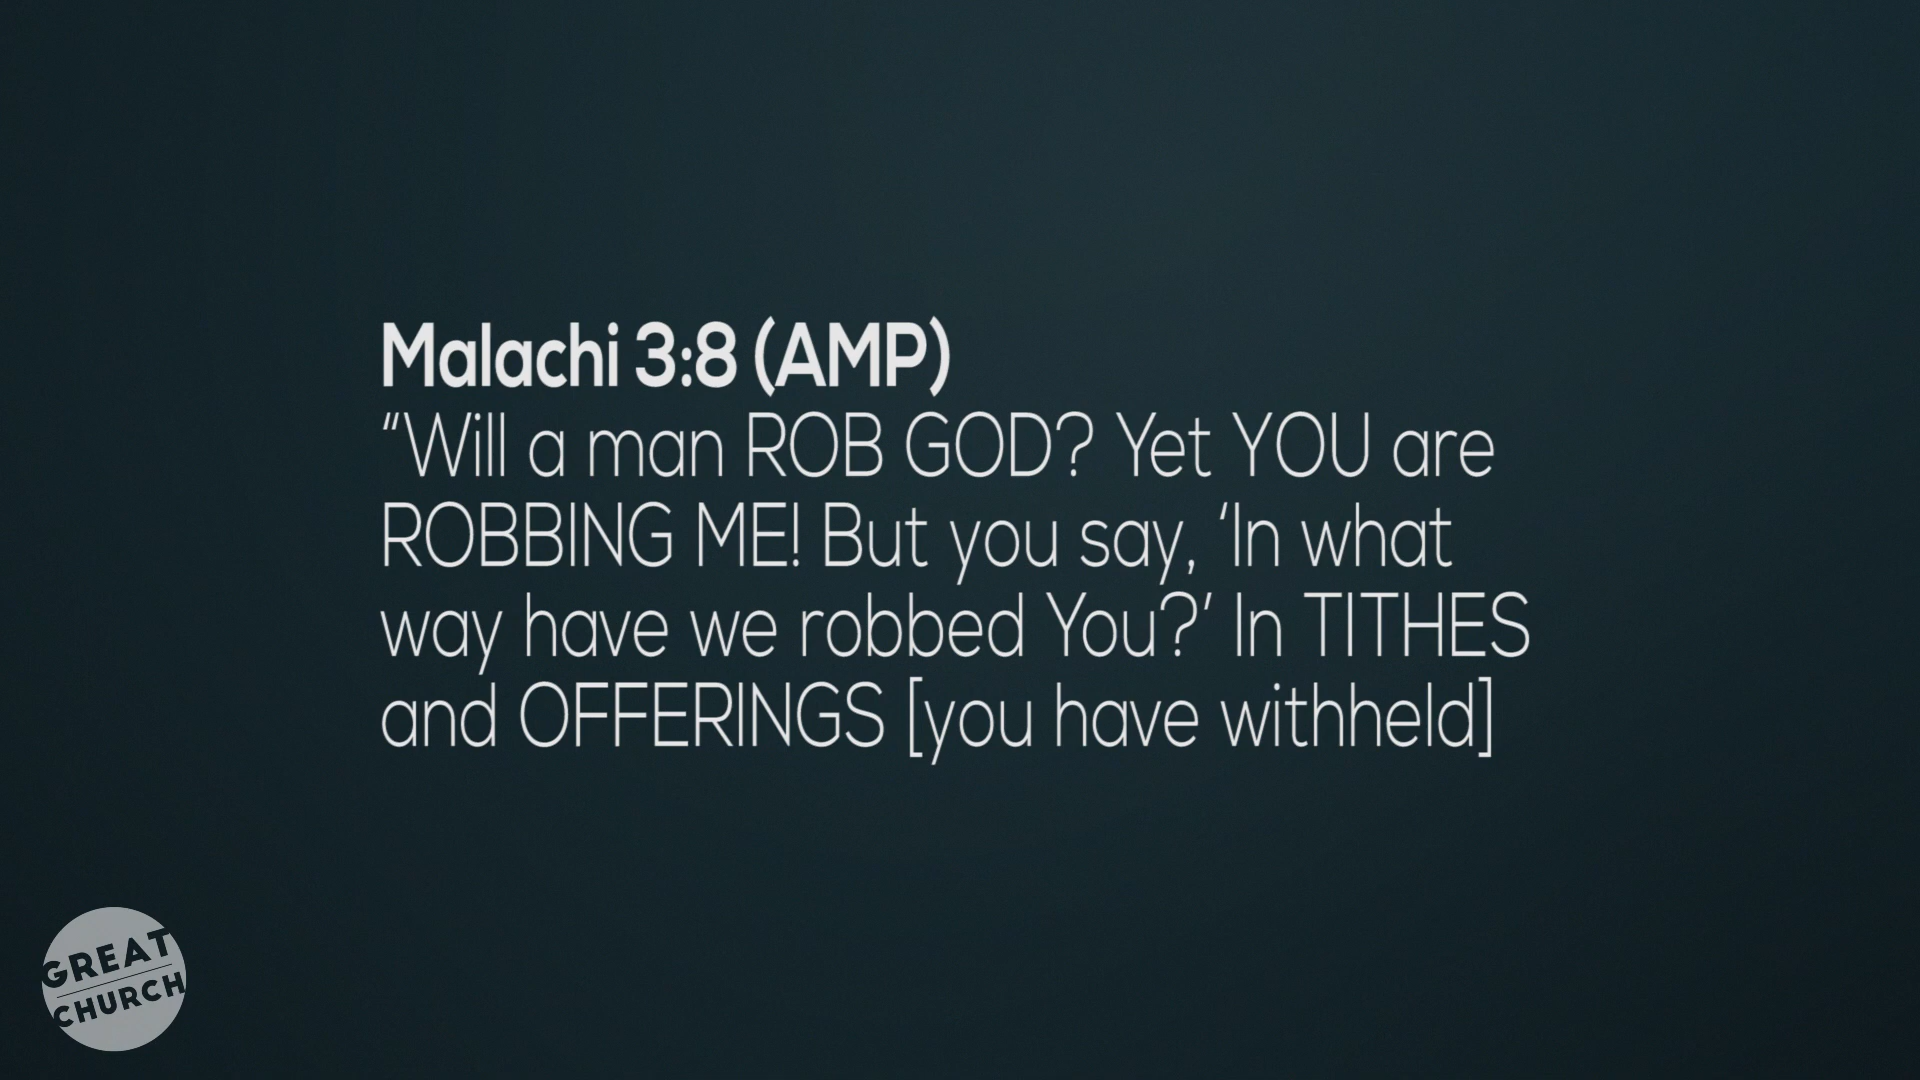 Malachi 3:8 (AMP)
“Will a man ROB GOD? Yet YOU are
ROBBING ME! But you say, ‘In what
way have we robbed You?’ In TITHES
and OFFERINGS [you have withheld]
GREAT
CHURCH